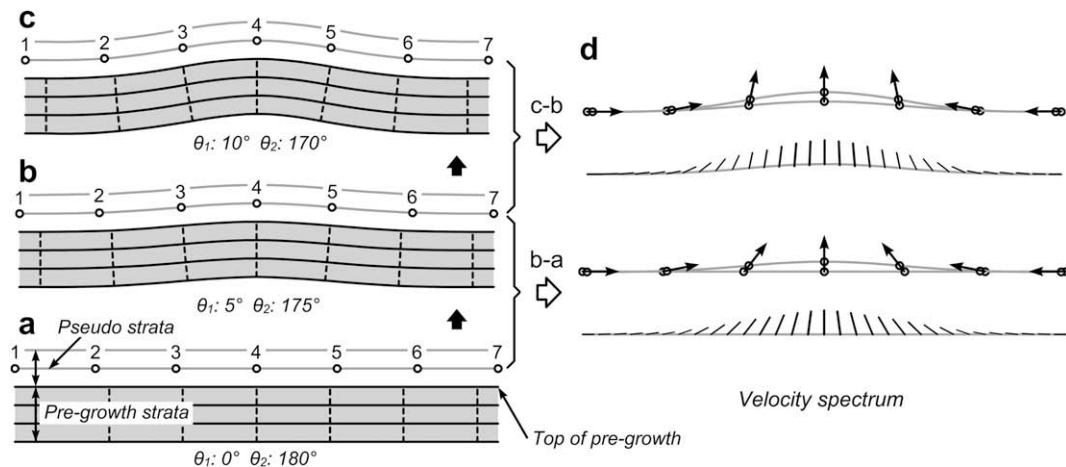 c
1 2 3 4 5 6 7
θ₁: 10° θ₂: 170°
b
1 2 3 4 5 6 7
θ₁: 5° θ₂: 175°
a
Pseudo strata
1 2 3 4 5 6 7
Pre-growth strata
Top of pre-growth
θ₁: 0° θ₂: 180°
d
c-b
b-a
Velocity spectrum